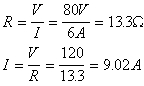 R = V/I = 80V/6A = 13.3Ω
I = V/R = 120/13.3 = 9.02A